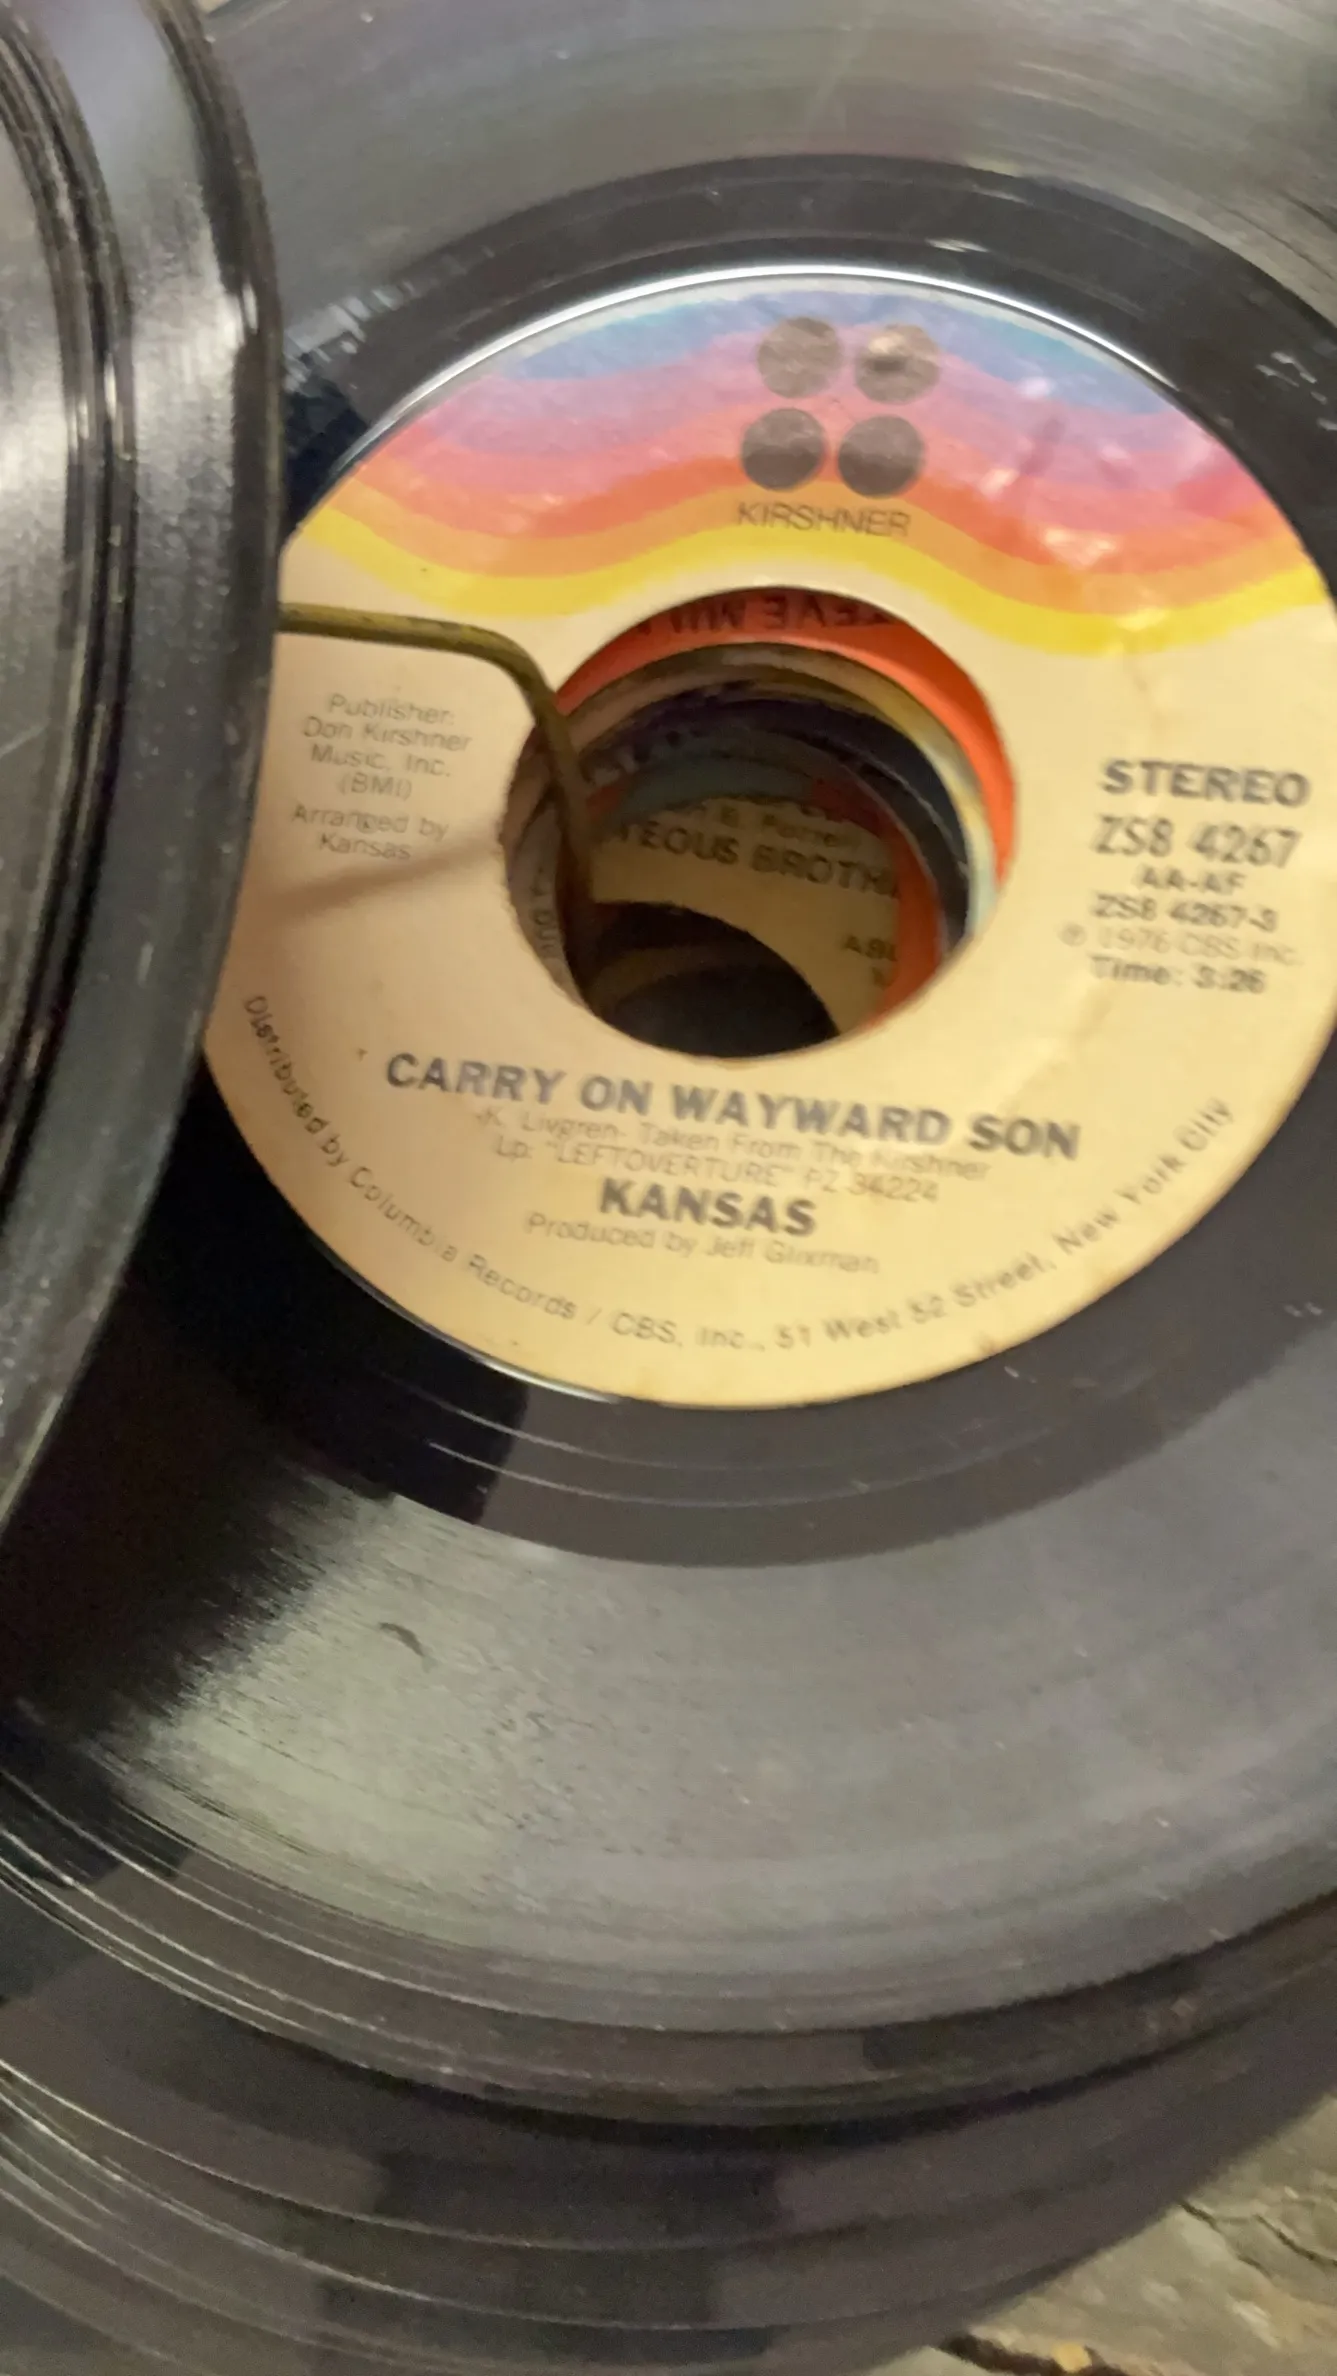 KIRSHNER
Publisher:
Don Kirshner
Music, Inc.
(BMI)
Arranged by
Kansas
STEREO
ZS8 4267
AA-AF
ZS8 4267-3
℗ 1976 CBS Inc.
Time: 3:26
TEOUS BROTH
CARRY ON WAYWARD SON
-K. Livgren- Taken From The Kirshner
Lp: "LEFTOVERTURE" PZ 34224
KANSAS
Produced by Jeff Glixman
Distributed by Columbia Records / CBS, Inc., 51 West 52 Street, New York City